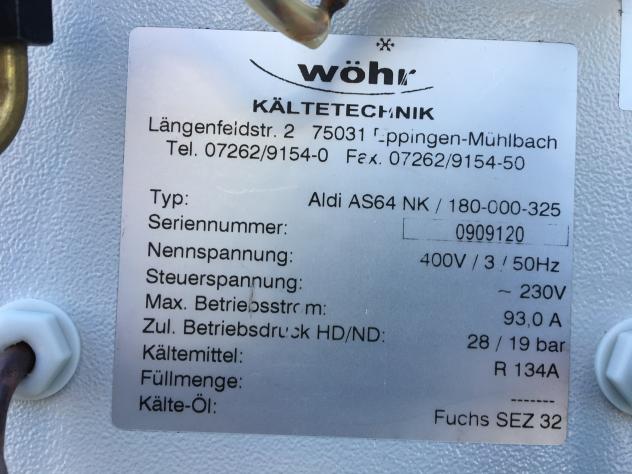 wöhr
KÄLTETECHNIK
Längenfeldstr. 2 75031 Eppingen-Mühlbach
Tel. 07262/9154-0 Fax. 07262/9154-50
Typ: Aldi AS64 NK / 180-000-325
Seriennummer: 0909120
Nennspannung: 400V / 3 / 50Hz
Steuerspannung: ~ 230V
Max. Betriebsstrom: 93,0 A
Zul. Betriebsdruck HD/ND: 28 / 19 bar
Kältemittel: R 134A
Füllmenge: -------
Kälte-Öl: Fuchs SEZ 32